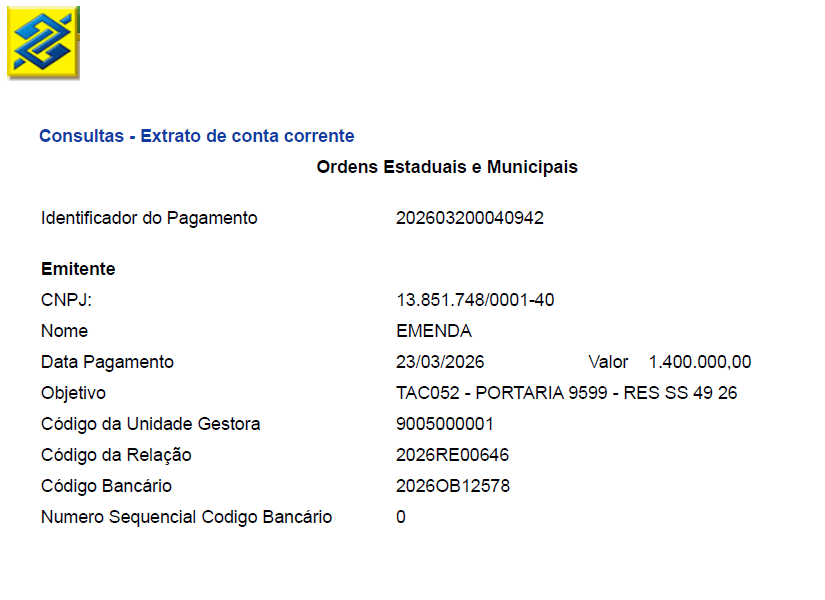 Consultas - Extrato de conta corrente
Ordens Estaduais e Municipais
Identificador do Pagamento 202603200040942
Emitente
CNPJ: 13.851.748/0001-40
Nome EMENDA
Data Pagamento 23/03/2026 Valor 1.400.000,00
Objetivo TAC052 - PORTARIA 9599 - RES SS 49 26
Código da Unidade Gestora 9005000001
Código da Relação 2026RE00646
Código Bancário 2026OB12578
Numero Sequencial Codigo Bancário 0